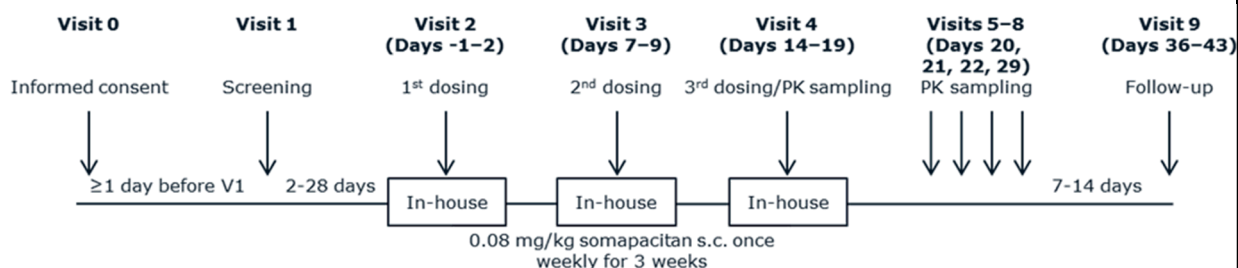 Visit 0
Visit 1
Visit 2
(Days -1–2)
Visit 3
(Days 7–9)
Visit 4
(Days 14–19)
Visits 5–8
(Days 20,
21, 22, 29)
Visit 9
(Days 36–43)
Informed consent
Screening
1st dosing
2nd dosing
3rd dosing/PK sampling
PK sampling
Follow-up
≥1 day before V1
2-28 days
In-house
In-house
In-house
7-14 days
0.08 mg/kg somapacitan s.c. once
weekly for 3 weeks